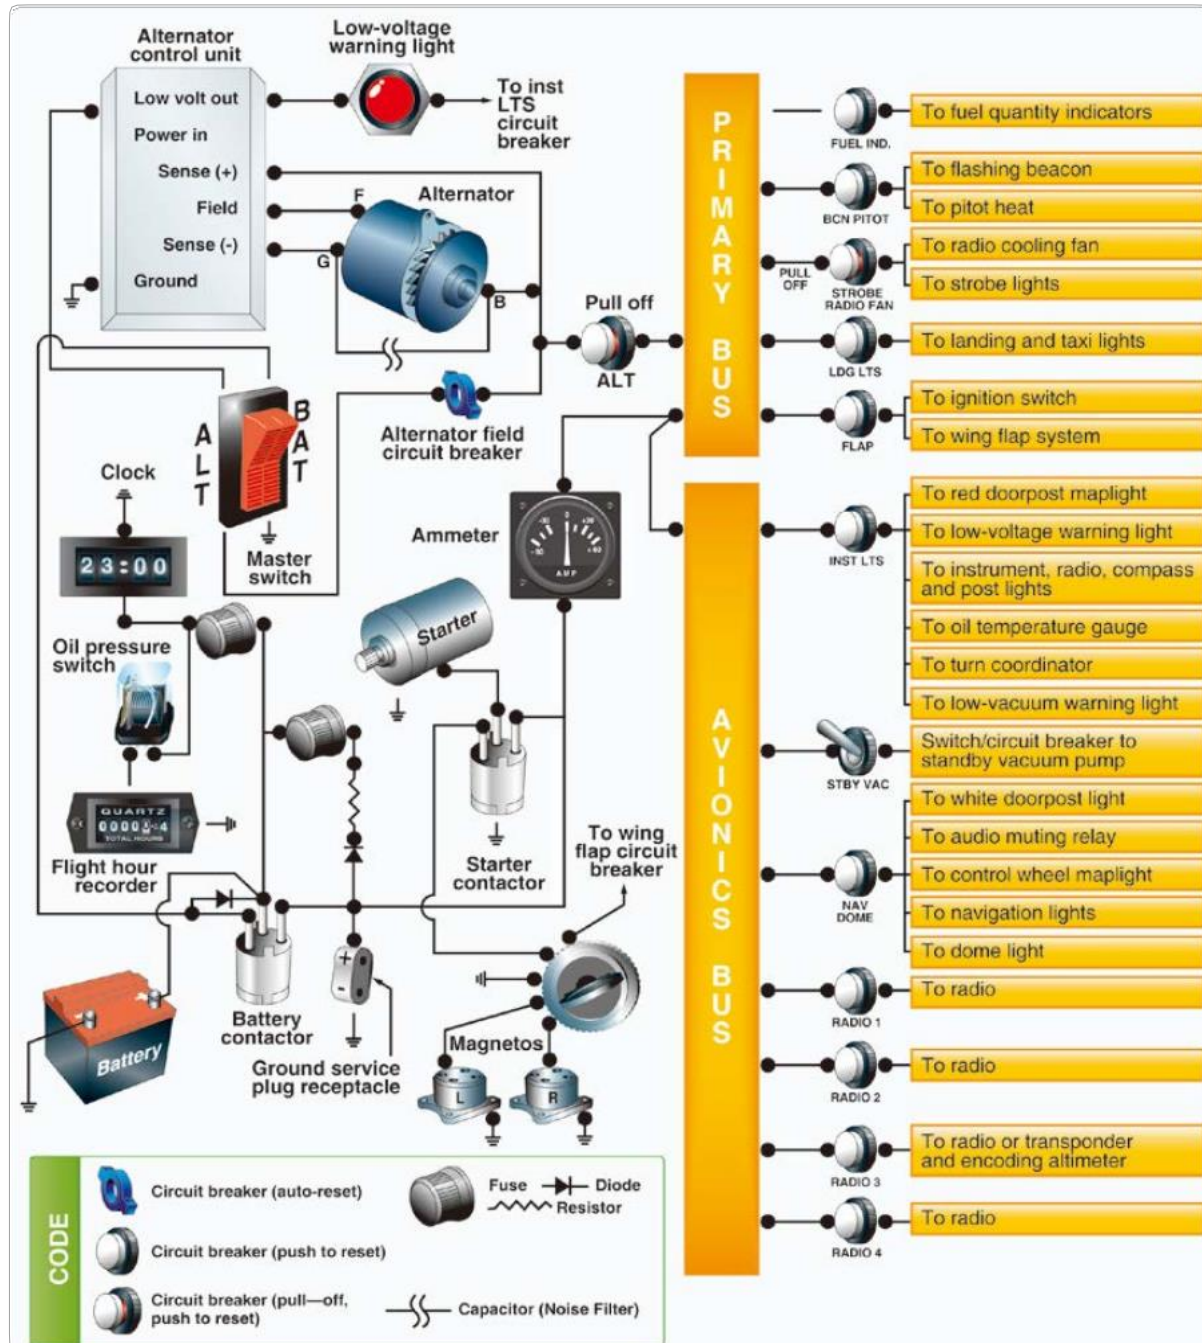 Alternator
control unit
Low volt out
Power in
Sense (+)
Field
Sense (-)
Ground
Low-voltage
warning light
To inst
LTS
circuit
breaker
F
Alternator
G
B
Pull off
ALT
Alternator field
circuit breaker
ALT
BAT
Master
switch
Clock
23:00
Oil pressure
switch
QUARTZ
TOTAL HOURS
Flight hour
recorder
Ammeter
0
AMP
Starter
Starter
contactor
To wing
flap circuit
breaker
Battery
Battery
contactor
+
-
Ground service
plug receptacle
Magnetos
L
R
PRIMARY BUS
FUEL IND.
To fuel quantity indicators
BCN PITOT
To flashing beacon
To pitot heat
PULL
OFF
STROBE
RADIO FAN
To radio cooling fan
To strobe lights
LDG LTS
To landing and taxi lights
FLAP
To ignition switch
To wing flap system
AVIONICS BUS
INST LTS
To red doorpost maplight
To low-voltage warning light
To instrument, radio, compass
and post lights
To oil temperature gauge
To turn coordinator
To low-vacuum warning light
STBY VAC
Switch/circuit breaker to
standby vacuum pump
NAV
DOME
To white doorpost light
To audio muting relay
To control wheel maplight
To navigation lights
To dome light
RADIO 1
To radio
RADIO 2
To radio
RADIO 3
To radio or transponder
and encoding altimeter
RADIO 4
To radio
CODE
Circuit breaker (auto-reset)
Circuit breaker (push to reset)
Circuit breaker (pull—off,
push to reset)
Fuse
Diode
Resistor
Capacitor (Noise Filter)